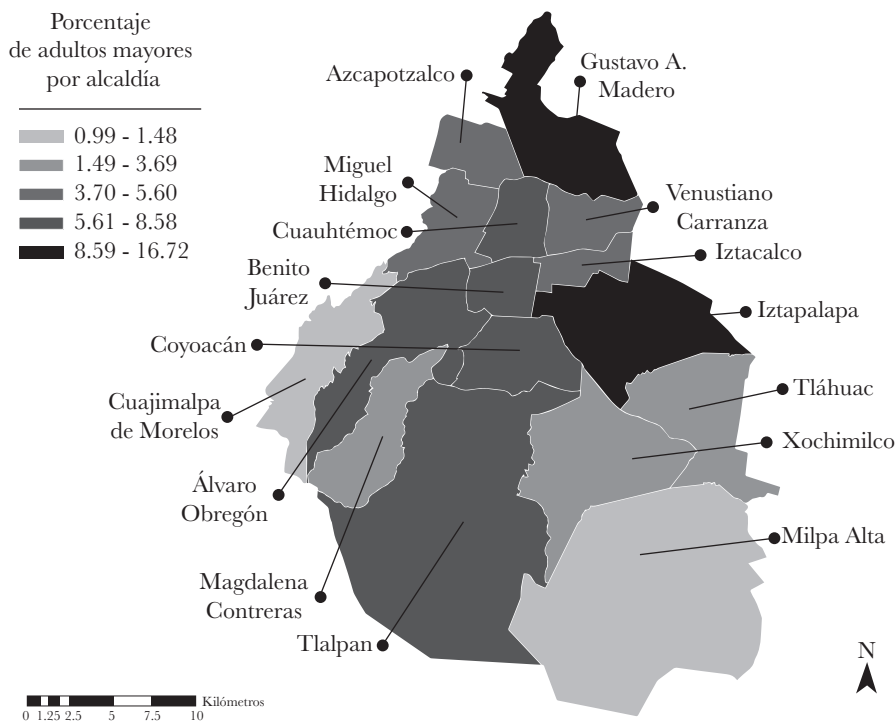 Porcentaje
de adultos mayores
por alcaldía
0.99 - 1.48
1.49 - 3.69
3.70 - 5.60
5.61 - 8.58
8.59 - 16.72
Azcapotzalco
Gustavo A.
Madero
Miguel
Hidalgo
Venustiano
Carranza
Cuauhtémoc
Iztacalco
Benito
Juárez
Iztapalapa
Coyoacán
Tláhuac
Cuajimalpa
de Morelos
Xochimilco
Álvaro
Obregón
Milpa Alta
Magdalena
Contreras
Tlalpan
N
Kilómetros
0 1.25 2.5 5 7.5 10